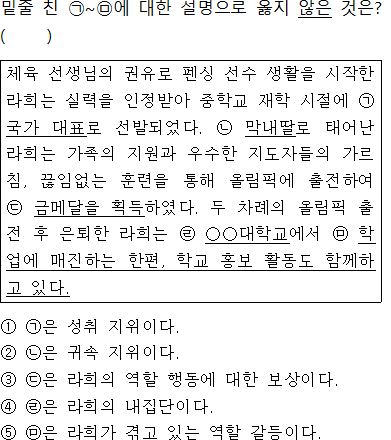 밑줄 친 ㉠~㉤에 대한 설명으로 옳지 않은 것은?
(      )
체육 선생님의 권유로 펜싱 선수 생활을 시작한
라희는 실력을 인정받아 중학교 재학 시절에 ㉠
국가 대표로 선발되었다. ㉡ 막내딸로 태어난
라희는 가족의 지원과 우수한 지도자들의 가르
침, 끊임없는 훈련을 통해 올림픽에 출전하여
㉢ 금메달을 획득하였다. 두 차례의 올림픽 출
전 후 은퇴한 라희는 ㉣ ○○대학교에서 ㉤ 학
업에 매진하는 한편, 학교 홍보 활동도 함께하
고 있다.
① ㉠은 성취 지위이다.
② ㉡은 귀속 지위이다.
③ ㉢은 라희의 역할 행동에 대한 보상이다.
④ ㉣은 라희의 내집단이다.
⑤ ㉤은 라희가 겪고 있는 역할 갈등이다.